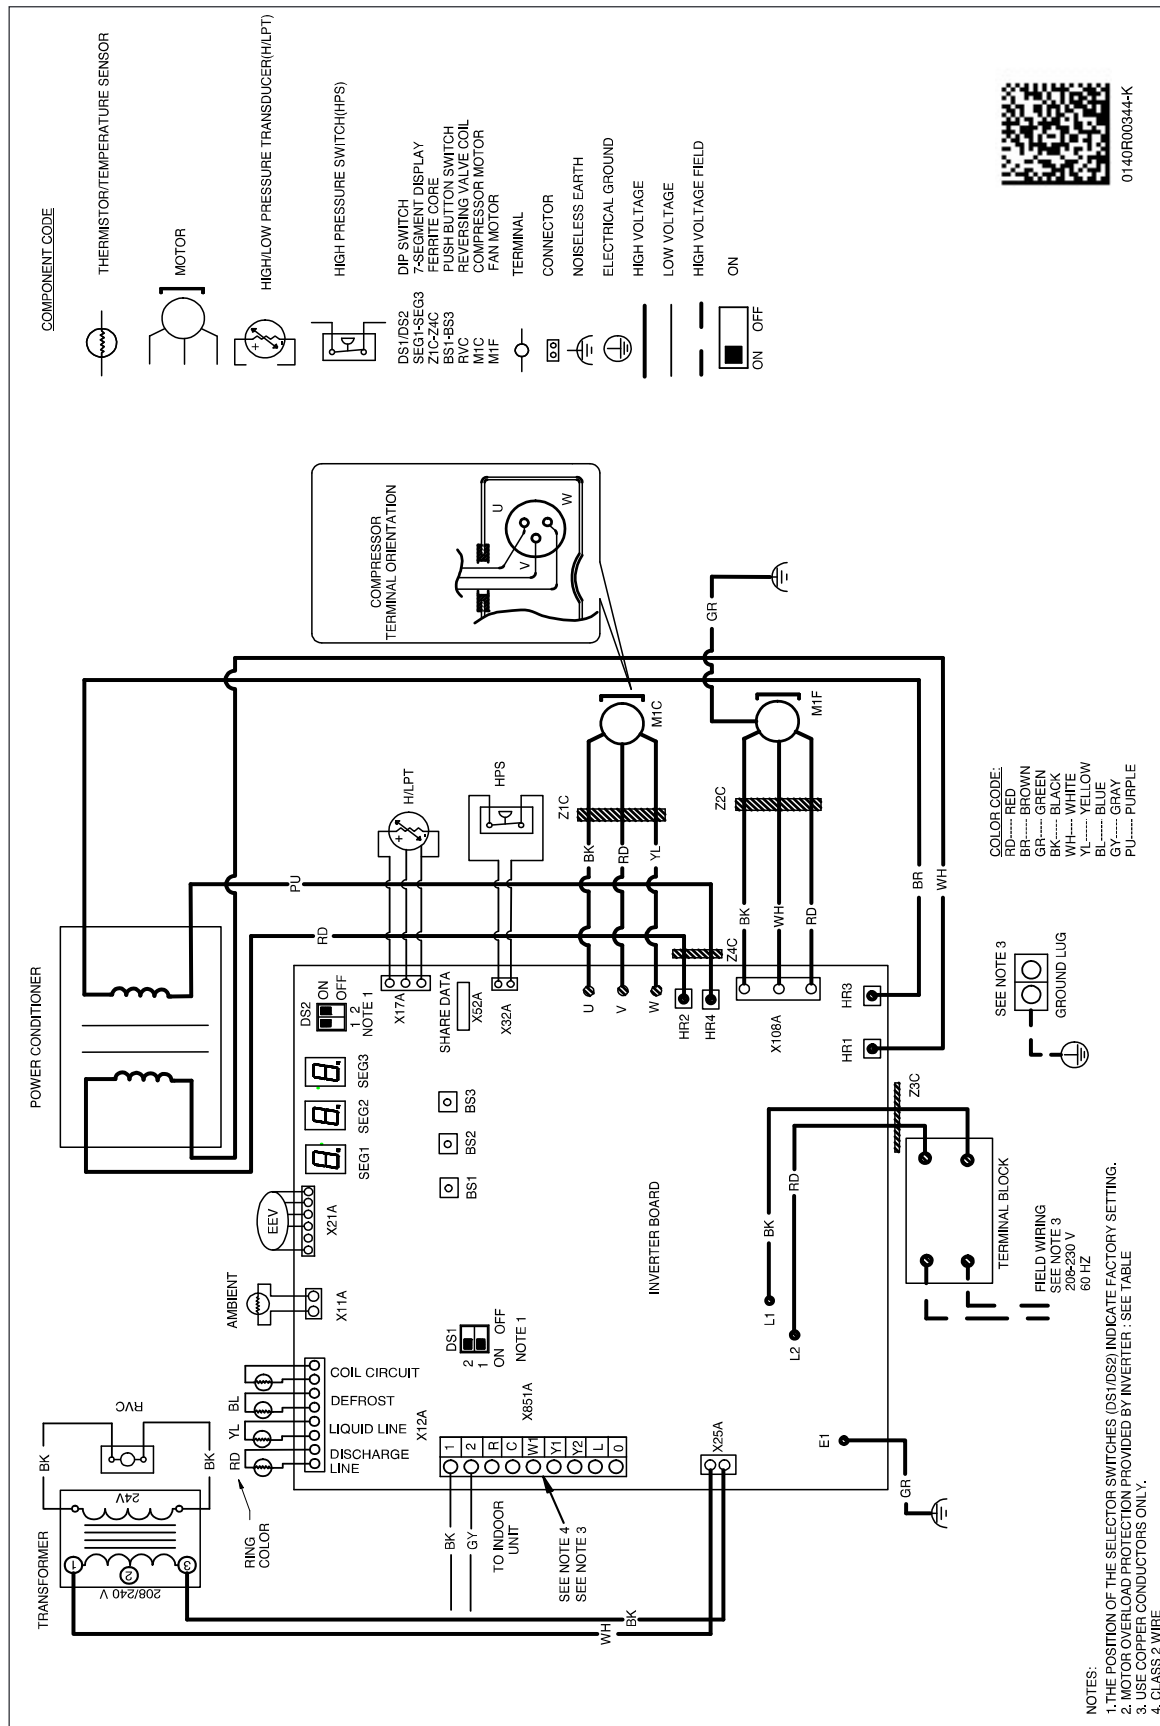 COMPONENT CODE
THERMISTOR/TEMPERATURE SENSOR
MOTOR
HIGH/LOW PRESSURE TRANSDUCER(H/LPT)
HIGH PRESSURE SWITCH(HPS)
DS1/DS2 DIP SWITCH
SEG1-SEG3 7-SEGMENT DISPLAY
Z1C-Z4C FERITE CORE
BS1-BS3 PUSH BUTTON SWITCH
RVC REVERSING VALVE COIL
M1C COMPRESSOR MOTOR
M1F FAN MOTOR
TERMINAL
CONNECTOR
NOISELESS EARTH
ELECTRICAL GROUND
HIGH VOLTAGE
LOW VOLTAGE
HIGH VOLTAGE FIELD
ON
ON OFF
0140R00344-K
COMPRESSOR
TERMINAL ORIENTATION
U
V
W
POWER CONDITIONER
PU
RD
H/LPT
HPS
Z1C
M1C
BK
RD
YL
Z2C
M1F
GR
BK
WH
RD
Z4C
BR
WH
TRANSFORMER
208/240 V
24V
1
2
3
RVC
BK
BK
RING
COLOR
RD
YL
BL
COIL CIRCUIT
DEFROST
LIQUID LINE
DISCHARGE
LINE
X12A
AMBIENT
X11A
EEV
X21A
SEG1
SEG2
SEG3
DS2
ON
OFF
1 2
NOTE 1
X17A
SHARE DATA
X52A
X32A
U
V
W
HR2
HR4
X108A
HR3
HR1
BS1
BS2
BS3
INVERTER BOARD
DS1
2
1
ON OFF
NOTE 1
X851A
1
2
R
C
W1
Y1
Y2
L
0
BK
GY
TO INDOOR
UNIT
SEE NOTE 4
SEE NOTE 3
X25A
WH
BK
E1
GR
L1
L2
BK
RD
Z3C
TERMINAL BLOCK
FIELD WIRING
SEE NOTE 3
208-230 V
60 HZ
SEE NOTE 3
GROUND LUG
COLOR CODE:
RD----- RED
BR----- BROWN
GR----- GREEN
BK----- BLACK
WH---- WHITE
YL------ YELLOW
BL------ BLUE
GY----- GRAY
PU----- PURPLE
NOTES:
1. THE POSITION OF THE SELECTOR SWITCHES (DS1/DS2) INDICATE FACTORY SETTING.
2. MOTOR OVERLOAD PROTECTION PROVIDED BY INVERTER : SEE TABLE
3. USE COPPER CONDUCTORS ONLY.
4. CLASS 2 WIRE